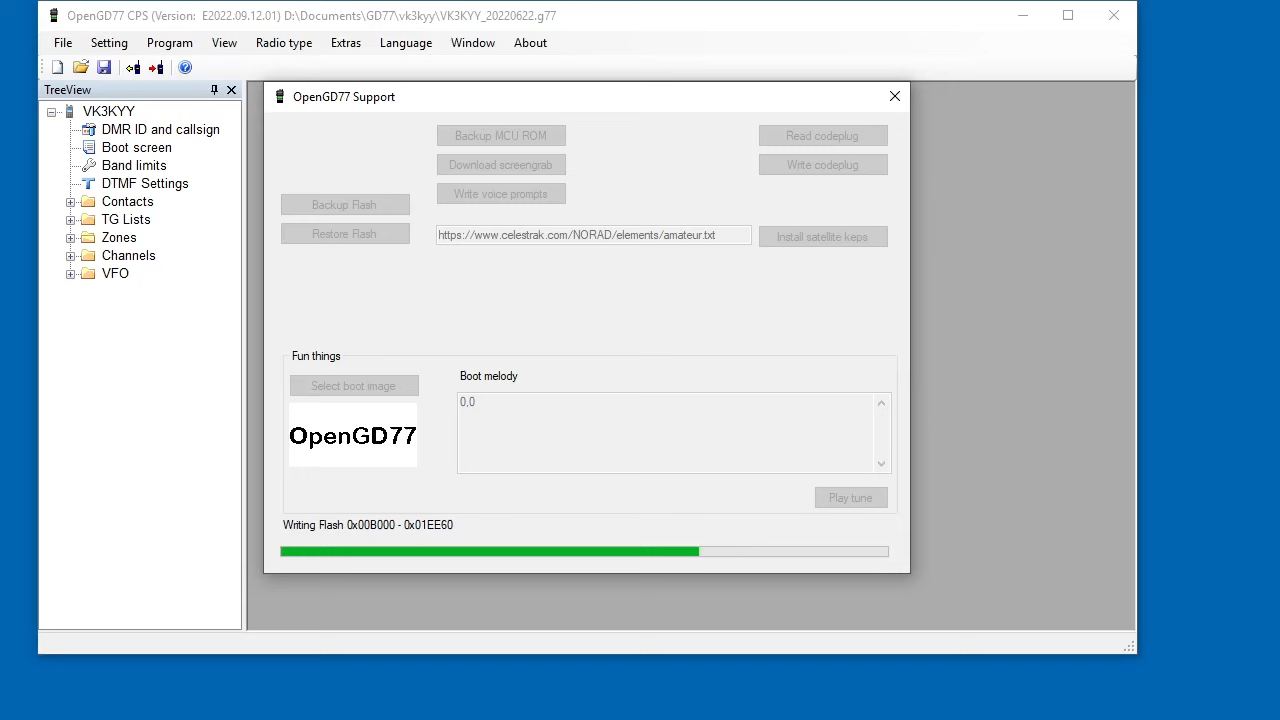 OpenGD77 CPS (Version: E2022.09.12.01) D:\Documents\GD77\vk3kyy\VK3KYY_20220622.g77
File Setting Program View Radio type Extras Language Window About
TreeView
VK3KYY
DMR ID and callsign
Boot screen
Band limits
DTMF Settings
Contacts
TG Lists
Zones
Channels
VFO
OpenGD77 Support
Backup MCU ROM
Read codeplug
Download screengrab
Write codeplug
Write voice prompts
Backup Flash
Restore Flash
https://www.celestrak.com/NORAD/elements/amateur.txt
Install satellite keps
Fun things
Select boot image
Boot melody
0,0
OpenGD77
Play tune
Writing Flash 0x00B000 - 0x01EE60